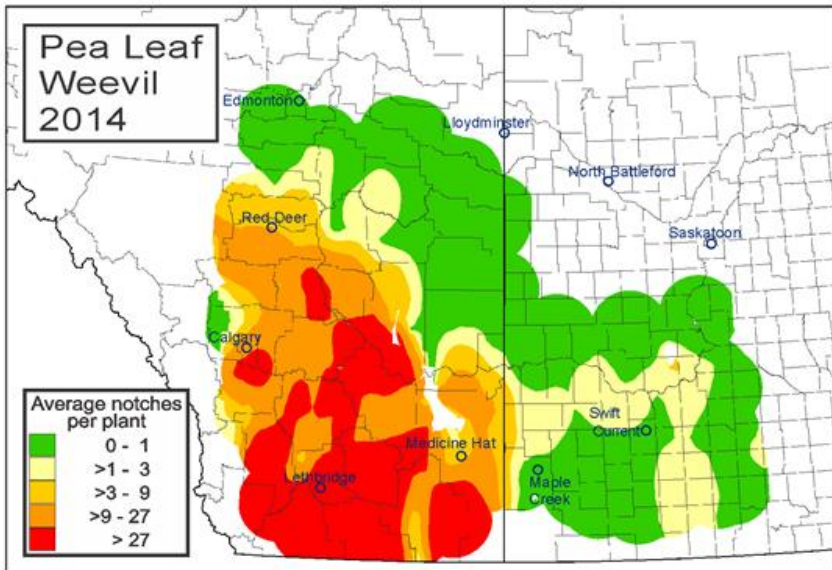 Pea Leaf
Weevil
2014
Edmonton
Lloydminster
North Battleford
Red Deer
Saskatoon
Calgary
Average notches
per plant
0 - 1
>1 - 3
>3 - 9
>9 - 27
> 27
Swift
Current
Medicine Hat
Maple
Creek
Lethbridge